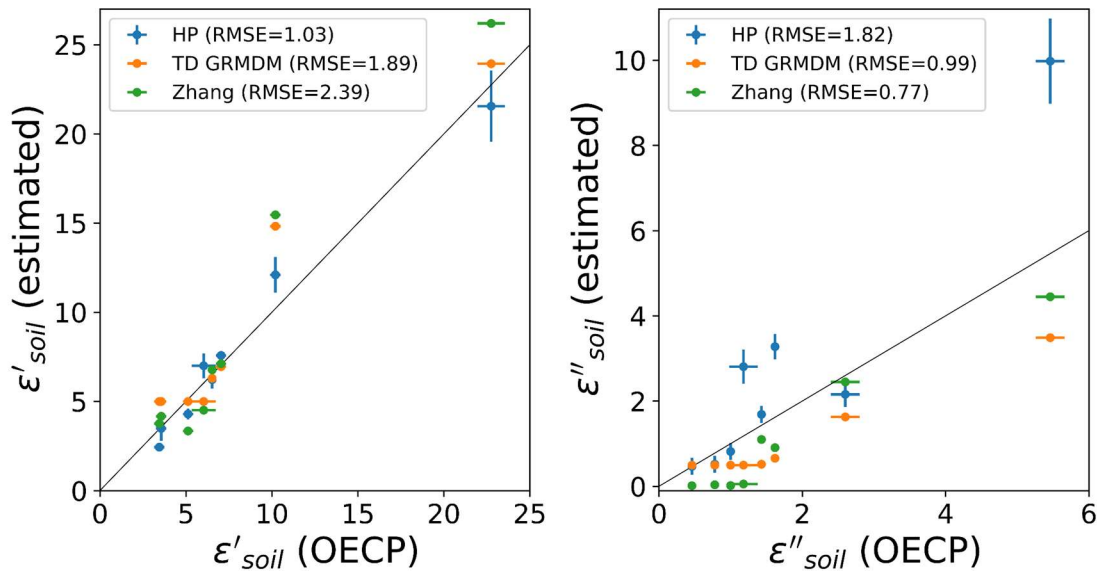 HP (RMSE=1.03)
TD GRMDM (RMSE=1.89)
Zhang (RMSE=2.39)
25
20
15
10
5
0
0 5 10 15 20 25
ε'soil (estimated)
ε'soil (OECP)
HP (RMSE=1.82)
TD GRMDM (RMSE=0.99)
Zhang (RMSE=0.77)
10
8
6
4
2
0
0 2 4 6
ε''soil (estimated)
ε''soil (OECP)